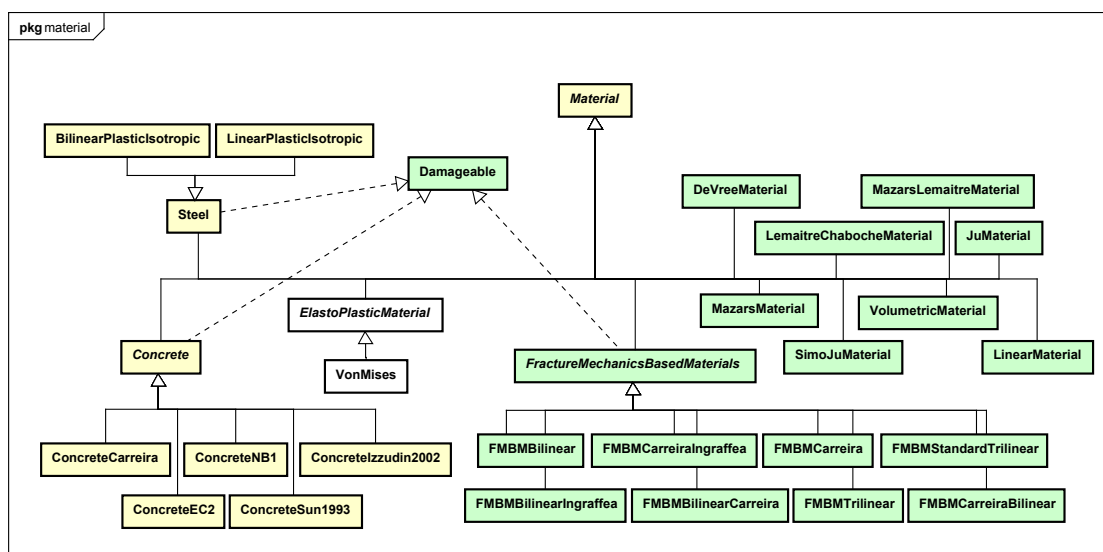 pkg material
Material
BilinearPlasticIsotropic
LinearPlasticIsotropic
Damageable
DeVreeMaterial
MazarsLemaitreMaterial
Steel
LemaitreChabocheMaterial
JuMaterial
ElastoPlasticMaterial
MazarsMaterial
VolumetricMaterial
Concrete
VonMises
FractureMechanicsBasedMaterials
SimoJuMaterial
LinearMaterial
ConcreteCarreira
ConcreteNB1
ConcreteIzzudin2002
FMBMBilinear
FMBMCarreiraIngraffea
FMBMCarreira
FMBMStandardTrilinear
ConcreteEC2
ConcreteSun1993
FMBMBilinearIngraffea
FMBMBilinearCarreira
FMBMTrilinear
FMBMCarreiraBilinear